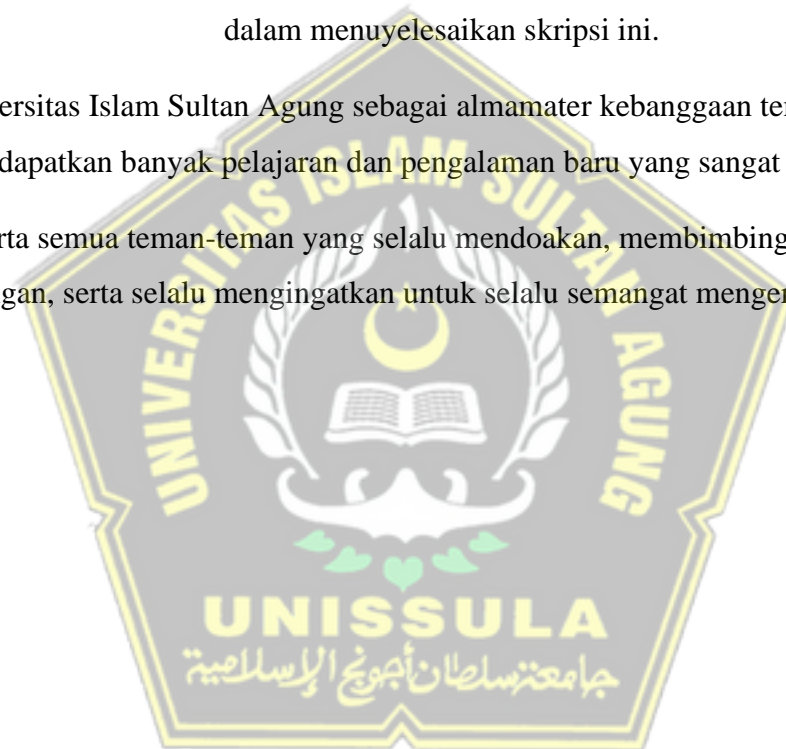 dalam menuyelesaikan skripsi ini.
ersitas Islam Sultan Agung sebagai almamater kebanggaan ter
dapatkan banyak pelajaran dan pengalaman baru yang sangat
rta semua teman-teman yang selalu mendoakan, membimbing
gan, serta selalu mengingatkan untuk selalu semangat menger
UNIVERSITAS ISLAM SULTAN AGUNG
UNISSULA
جامعة سلطان أجونج الإسلامية